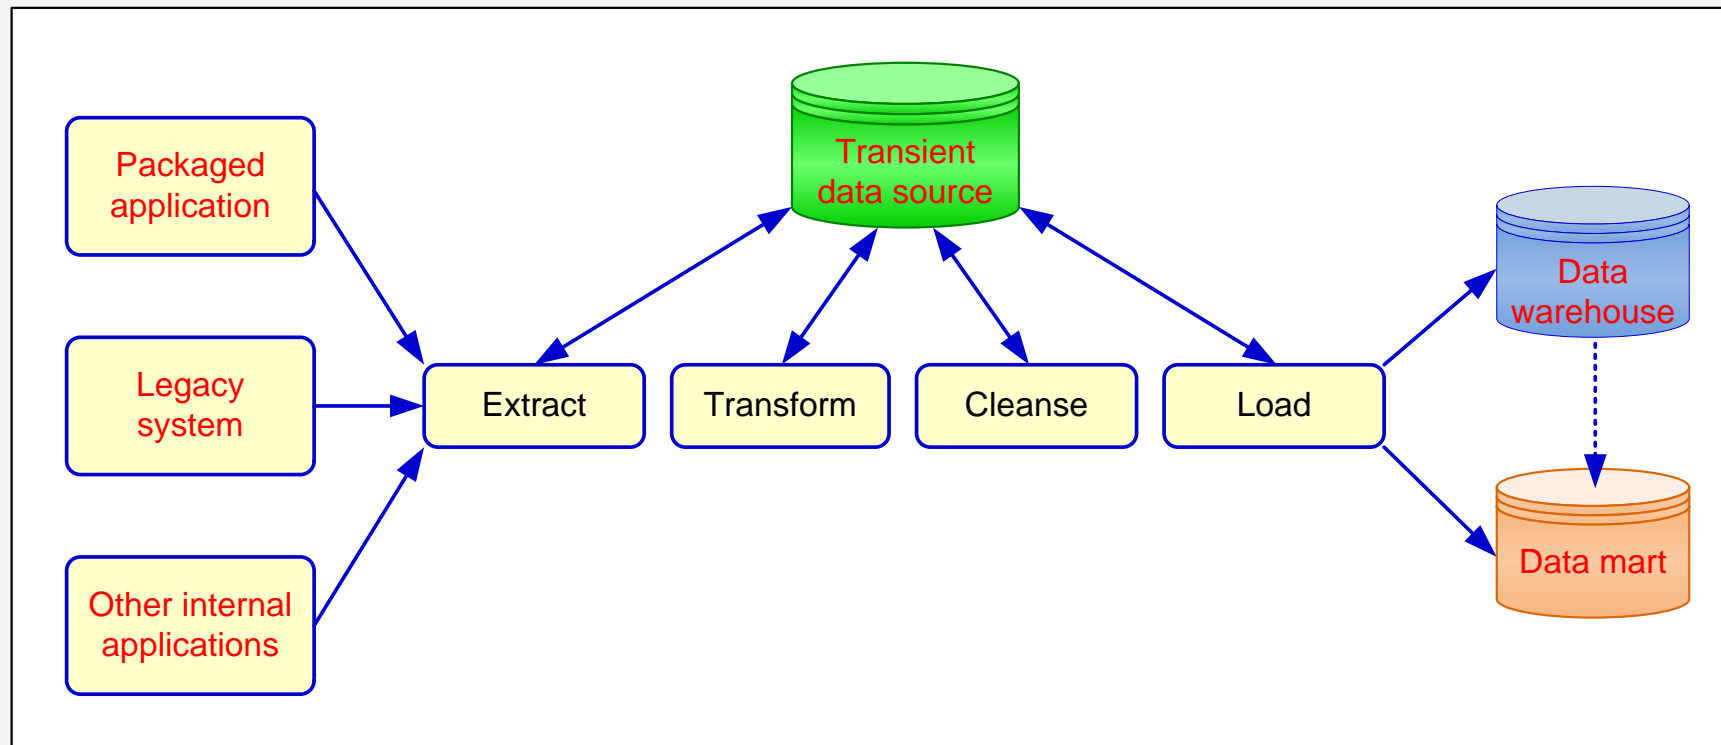 Packaged
application
Legacy
system
Other internal
applications
Transient
data source
Extract
Transform
Cleanse
Load
Data
warehouse
Data mart